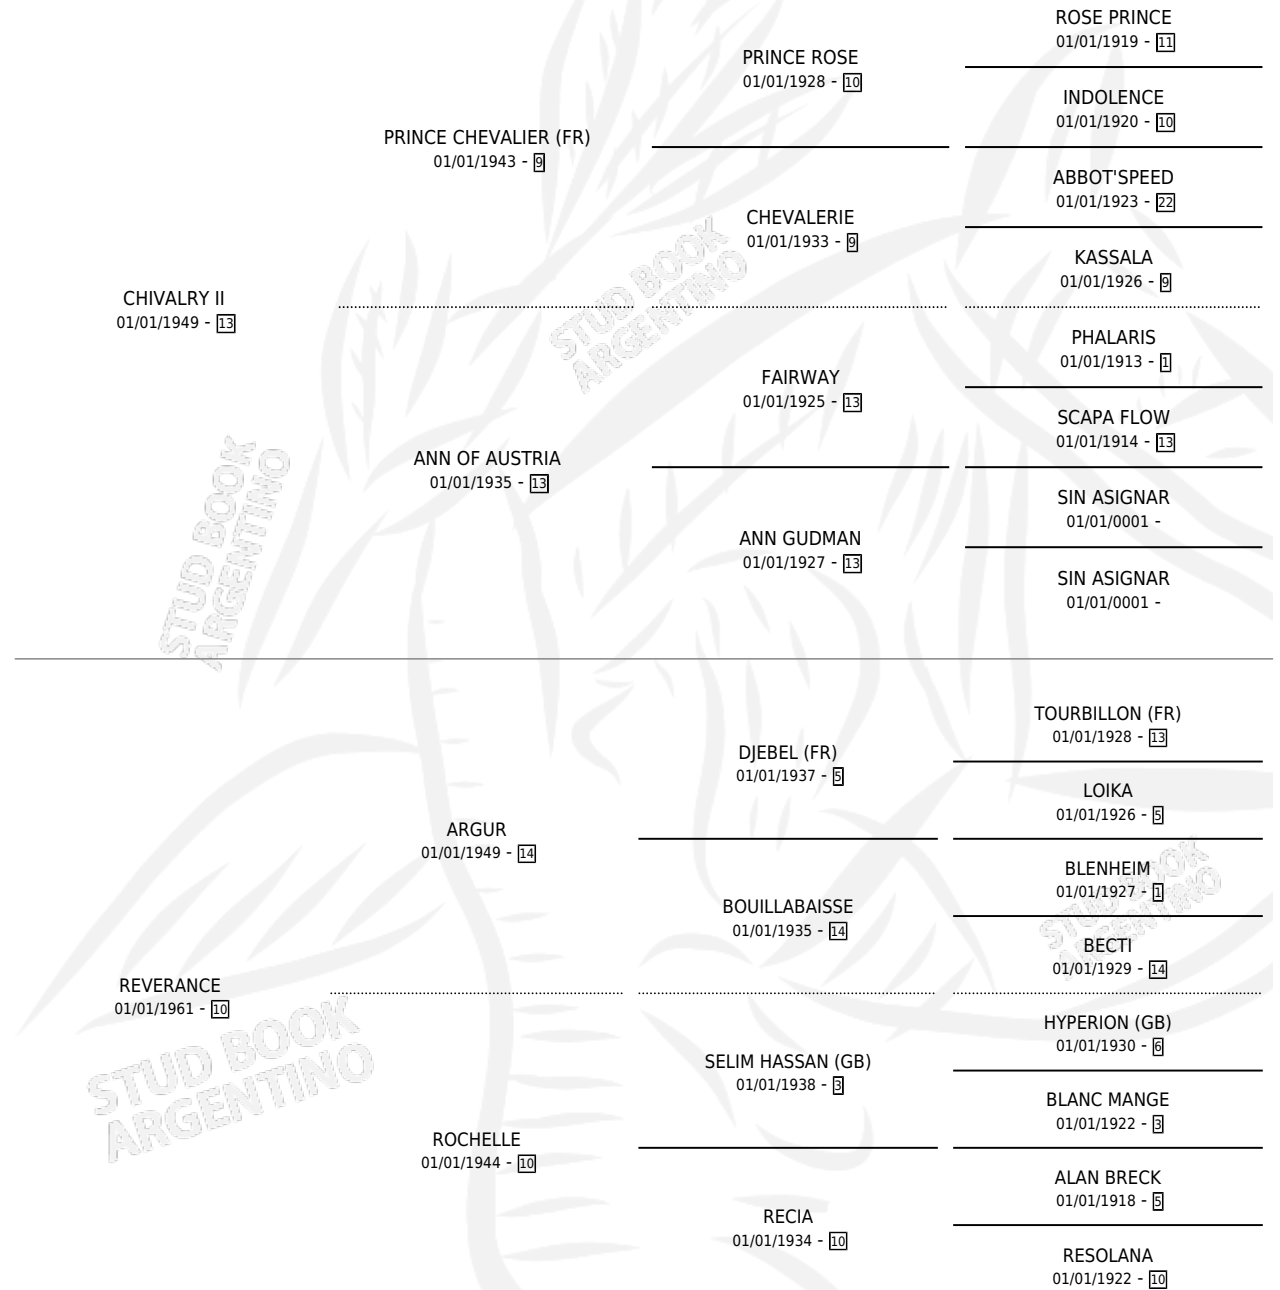 ROSE PRINCE
01/01/1919 - 11
PRINCE ROSE
01/01/1928 - 10
INDOLENCE
01/01/1920 - 10
PRINCE CHEVALIER (FR)
01/01/1943 - 9
ABBOT'SPEED
01/01/1923 - 22
CHEVALERIE
01/01/1933 - 9
KASSALA
01/01/1926 - 9
CHIVALRY II
01/01/1949 - 13
STUD BOOK
ARGENTINO
PHALARIS
01/01/1913 - 1
FAIRWAY
01/01/1925 - 13
SCAPA FLOW
01/01/1914 - 13
ANN OF AUSTRIA
01/01/1935 - 13
SIN ASIGNAR
01/01/0001 -
ANN GUDMAN
01/01/1927 - 13
SIN ASIGNAR
01/01/0001 -
STUD BOOK
ARGENTINO
TOURBILLON (FR)
01/01/1928 - 13
DJEBEL (FR)
01/01/1937 - 5
LOIKA
01/01/1926 - 5
ARGUR
01/01/1949 - 14
BLENHEIM
01/01/1927 - 1
BOUILLABAISSE
01/01/1935 - 14
BECTI
01/01/1929 - 14
STUD BOOK
ARGENTINO
REVERANCE
01/01/1961 - 10
HYPERION (GB)
01/01/1930 - 6
SELIM HASSAN (GB)
01/01/1938 - 3
BLANC MANGE
01/01/1922 - 3
STUD BOOK
ARGENTINO
ROCHELLE
01/01/1944 - 10
ALAN BRECK
01/01/1918 - 5
RECIA
01/01/1934 - 10
RESOLANA
01/01/1922 - 10